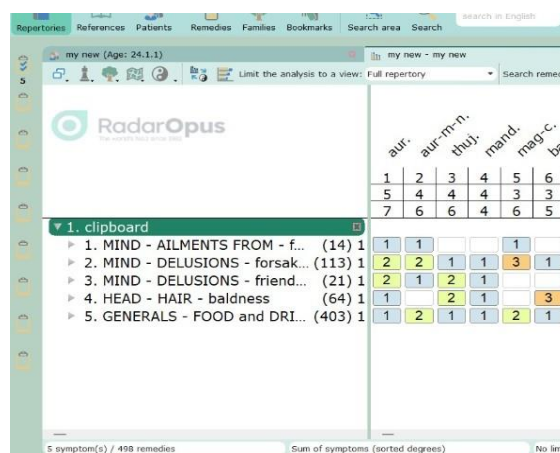 Repertories References Patients Remedies Families Bookmarks Search area Search
search in English
my new (Age: 24.1.1)
my new - my new
Limit the analysis to a view: Full repertory
Search reme
5
RadarOpus
aur. aur-m-n. thuj. mand. mag-c. ba
1 2 3 4 5 6
5 4 4 4 3 3
7 6 6 4 6 5
1. clipboard
1. MIND - AILMENTS FROM - f... (14) 1 1 1 1
2. MIND - DELUSIONS - forsak... (113) 1 2 2 1 1 3 1
3. MIND - DELUSIONS - friend... (21) 1 2 1 2 1
4. HEAD - HAIR - baldness (64) 1 1 2 1 3
5. GENERALS - FOOD and DRI... (403) 1 1 2 1 1 2 1
5 symptom(s) / 498 remedies
Sum of symptoms (sorted degrees)
No lim